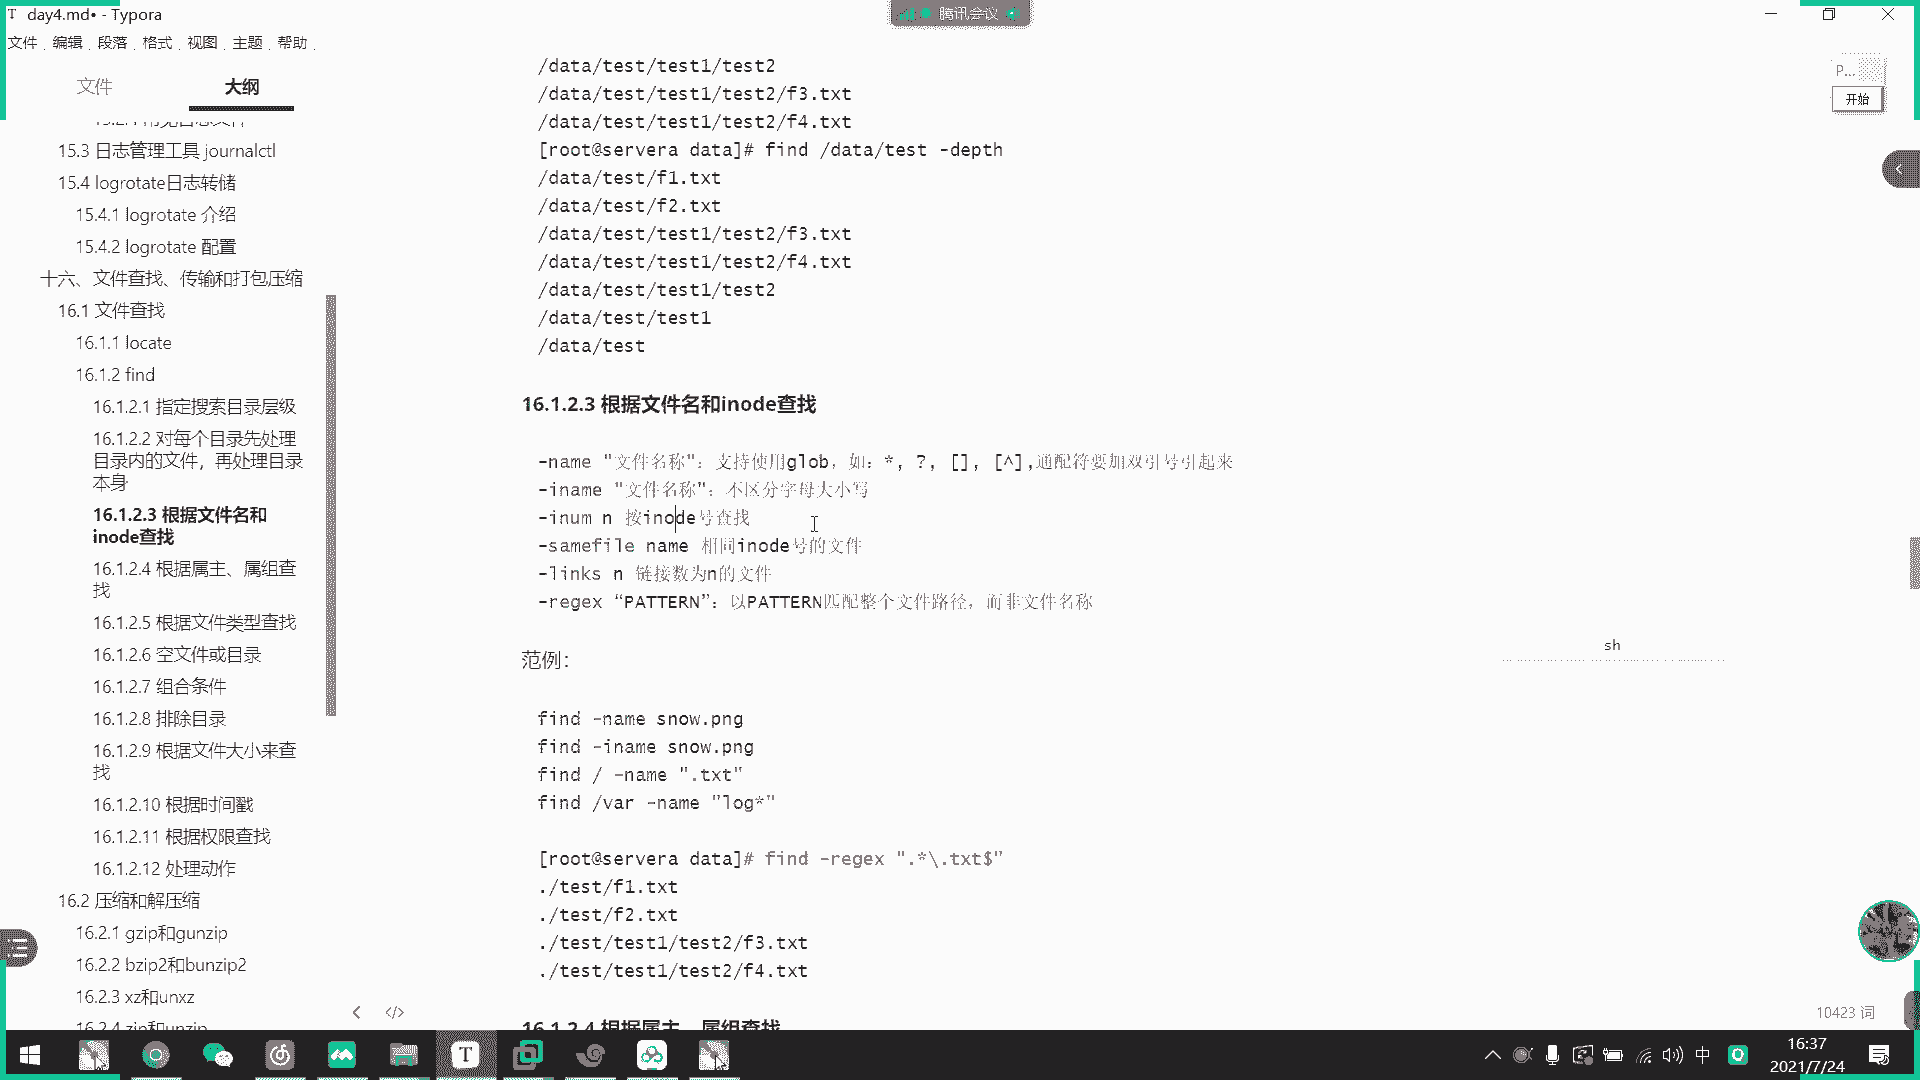 day4.md• - Typora
腾讯会议
文件 编辑 段落 格式 视图 主题 帮助
文件 大纲
15.3 日志管理工具 journalctl
15.4 logrotate日志转储
15.4.1 logrotate 介绍
15.4.2 logrotate 配置
十六、文件查找、传输和打包压缩
16.1 文件查找
16.1.1 locate
16.1.2 find
16.1.2.1 指定搜索目录层级
16.1.2.2 对每个目录先处理
目录内的文件，再处理目录
本身
16.1.2.3 根据文件名和
inode查找
16.1.2.4 根据属主、属组查
找
16.1.2.5 根据文件类型查找
16.1.2.6 空文件或目录
16.1.2.7 组合条件
16.1.2.8 排除目录
16.1.2.9 根据文件大小来查
找
16.1.2.10 根据时间戳
16.1.2.11 根据权限查找
16.1.2.12 处理动作
16.2 压缩和解压缩
16.2.1 gzip和gunzip
16.2.2 bzip2和bunzip2
16.2.3 xz和unxz
16.2.4 zip和unzip
/data/test/test1/test2
/data/test/test1/test2/f3.txt
/data/test/test1/test2/f4.txt
[root@servera data]# find /data/test -depth
/data/test/f1.txt
/data/test/f2.txt
/data/test/test1/test2/f3.txt
/data/test/test1/test2/f4.txt
/data/test/test1/test2
/data/test/test1
/data/test
16.1.2.3 根据文件名和inode查找
-name "文件名称"：支持使用glob，如：*, ?, [], [^],通配符要加双引号引起来
-iname "文件名称"：不区分字母大小写
-inum n 按inode号查找
-samefile name 相同inode号的文件
-links n 链接数为n的文件
-regex “PATTERN”：以PATTERN匹配整个文件路径，而非文件名称
sh
范例：
find -name snow.png
find -iname snow.png
find / -name ".txt"
find /var -name "log*"
[root@servera data]# find -regex ".*\.txt$"
./test/f1.txt
./test/f2.txt
./test/test1/test2/f3.txt
./test/test1/test2/f4.txt
16.1.2.4 根据属主、属组查找
P...
开始
10423 词
中
16:37
2021/7/24